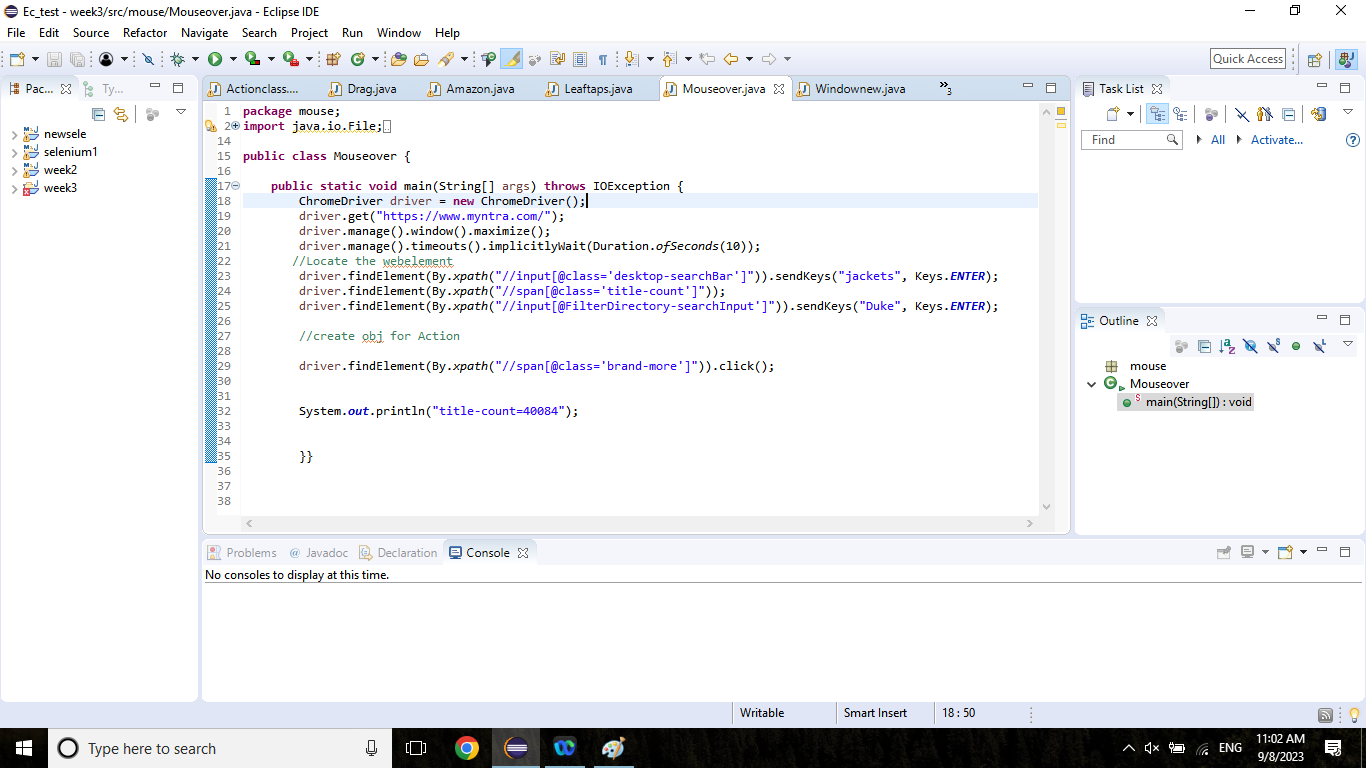 Ec_test - week3/src/mouse/Mouseover.java - Eclipse IDE
File Edit Source Refactor Navigate Search Project Run Window Help
Quick Access
Pac... Ty...
newsele
selenium1
week2
week3
Actionclass.... Drag.java Amazon.java Leaftaps.java Mouseover.java Windownew.java »3
1 package mouse;
2 import java.io.File;
14
15 public class Mouseover {
16
17 public static void main(String[] args) throws IOException {
18 ChromeDriver driver = new ChromeDriver();
19 driver.get("https://www.myntra.com/");
20 driver.manage().window().maximize();
21 driver.manage().timeouts().implicitlyWait(Duration.ofSeconds(10));
22 //Locate the webelement
23 driver.findElement(By.xpath("//input[@class='desktop-searchBar']")).sendKeys("jackets", Keys.ENTER);
24 driver.findElement(By.xpath("//span[@class='title-count']"));
25 driver.findElement(By.xpath("//input[@FilterDirectory-searchInput']")).sendKeys("Duke", Keys.ENTER);
26
27 //create obj for Action
28
29 driver.findElement(By.xpath("//span[@class='brand-more']")).click();
30
31
32 System.out.println("title-count=40084");
33
34
35 }}
36
37
38
Task List
Find All Activate...
Outline
mouse
Mouseover
main(String[]) : void
Problems @ Javadoc Declaration Console
No consoles to display at this time.
Writable Smart Insert 18 : 50
Type here to search
ENG
11:02 AM
9/8/2023